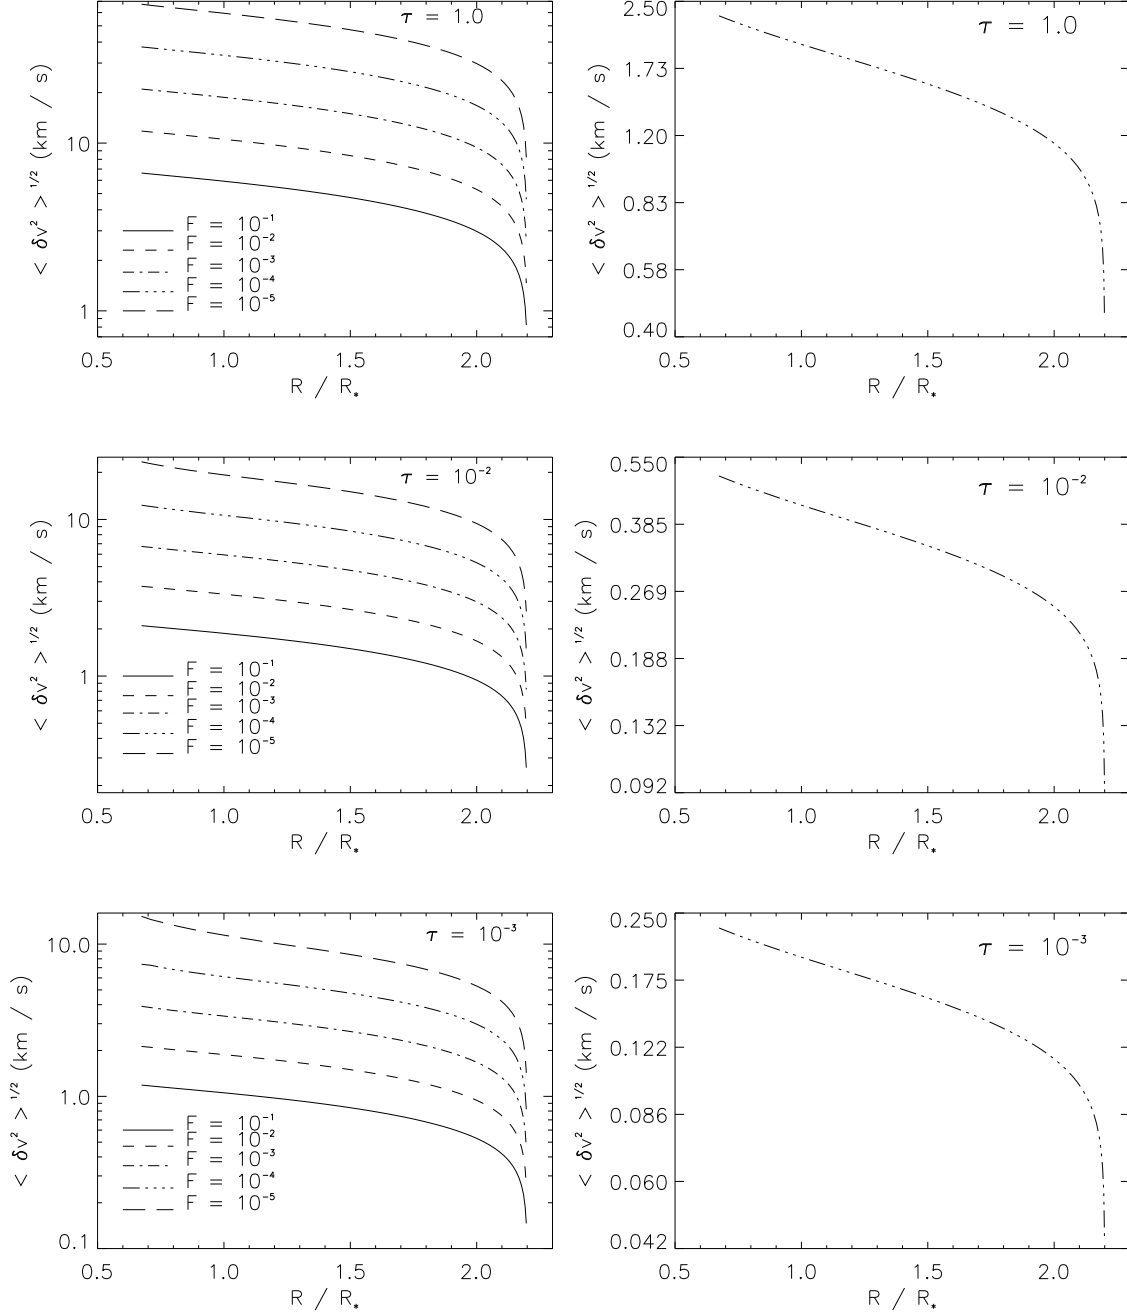 τ = 1.0
< δv² >^1/2 (km / s)
10
1
F = 10⁻¹
F = 10⁻²
F = 10⁻³
F = 10⁻⁴
F = 10⁻⁵
0.5 1.0 1.5 2.0
R / R*
τ = 1.0
< δv² >^1/2 (km / s)
2.50
1.73
1.20
0.83
0.58
0.40
0.5 1.0 1.5 2.0
R / R*
τ = 10⁻²
< δv² >^1/2 (km / s)
10
1
F = 10⁻¹
F = 10⁻²
F = 10⁻³
F = 10⁻⁴
F = 10⁻⁵
0.5 1.0 1.5 2.0
R / R*
τ = 10⁻²
< δv² >^1/2 (km / s)
0.550
0.385
0.269
0.188
0.132
0.092
0.5 1.0 1.5 2.0
R / R*
τ = 10⁻³
< δv² >^1/2 (km / s)
10.0
1.0
0.1
F = 10⁻¹
F = 10⁻²
F = 10⁻³
F = 10⁻⁴
F = 10⁻⁵
0.5 1.0 1.5 2.0
R / R*
τ = 10⁻³
< δv² >^1/2 (km / s)
0.250
0.175
0.122
0.086
0.060
0.042
0.5 1.0 1.5 2.0
R / R*